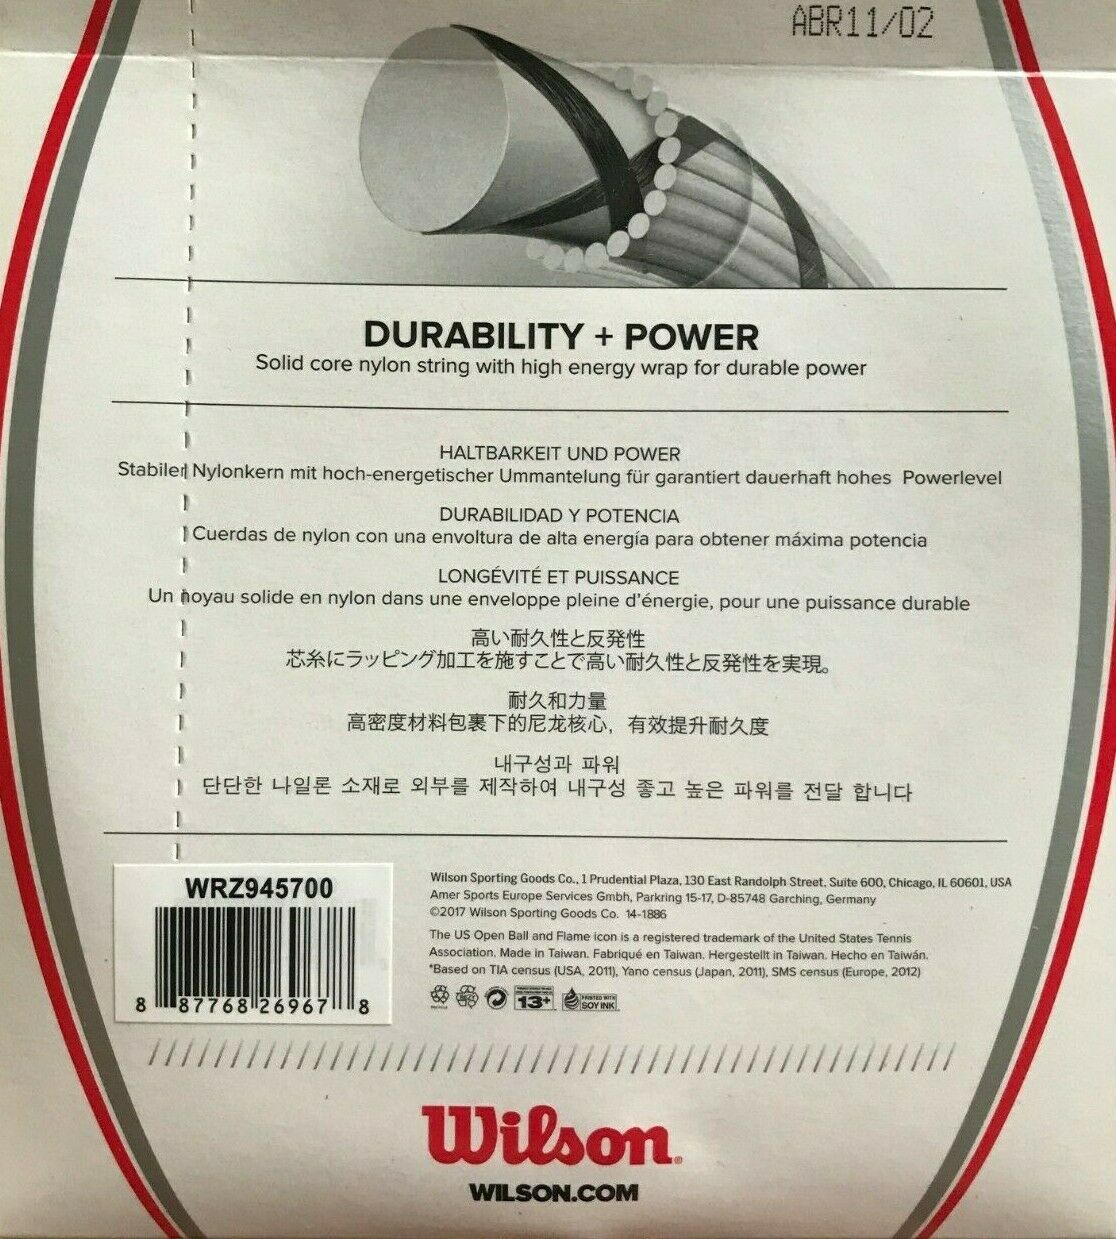 ABR11/02
DURABILITY + POWER
Solid core nylon string with high energy wrap for durable power
HALTBARKEIT UND POWER
Stabiler Nylonkern mit hoch-energetischer Ummantelung für garantiert dauerhaft hohes Powerlevel
DURABILIDAD Y POTENCIA
Cuerdas de nylon con una envoltura de alta energía para obtener máxima potencia
LONGÉVITÉ ET PUISSANCE
Un noyau solide en nylon dans une enveloppe pleine d'énergie, pour une puissance durable
高い耐久性と反発性
芯糸にラッピング加工を施すことで高い耐久性と反発性を実現。
耐久和力量
高密度材料包裹下的尼龙核心，有效提升耐久度
내구성과 파워
단단한 나일론 소재로 외부를 제작하여 내구성 좋고 높은 파워를 전달 합니다
WRZ945700
8 87768 26967 8
Wilson Sporting Goods Co., 1 Prudential Plaza, 130 East Randolph Street, Suite 600, Chicago, IL 60601, USA
Amer Sports Europe Services Gmbh, Parkring 15-17, D-85748 Garching, Germany
©2017 Wilson Sporting Goods Co. 14-1886
The US Open Ball and Flame icon is a registered trademark of the United States Tennis
Association. Made in Taiwan. Fabriqué en Taiwan. Hergestellt in Taiwan. Hecho en Taiwán.
*Based on TIA census (USA, 2011), Yano census (Japan, 2011), SMS census (Europe, 2012)
13+
PRINTED WITH
SOY INK
Wilson®
WILSON.COM